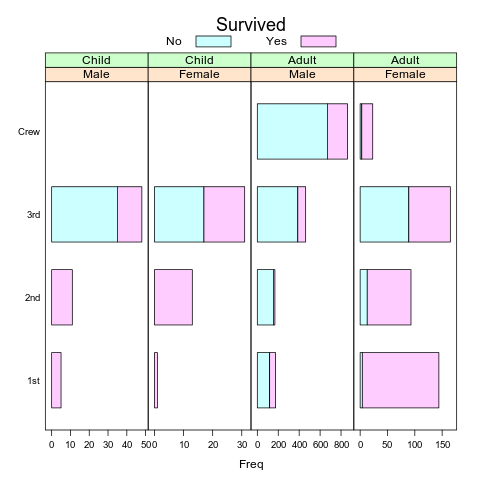 Survived
No Yes
Child Child Adult Adult
Male Female Male Female
Crew
3rd
2nd
1st
0 10 20 30 40 50 0 10 20 30 0 200 400 600 800 0 50 100 150
Freq